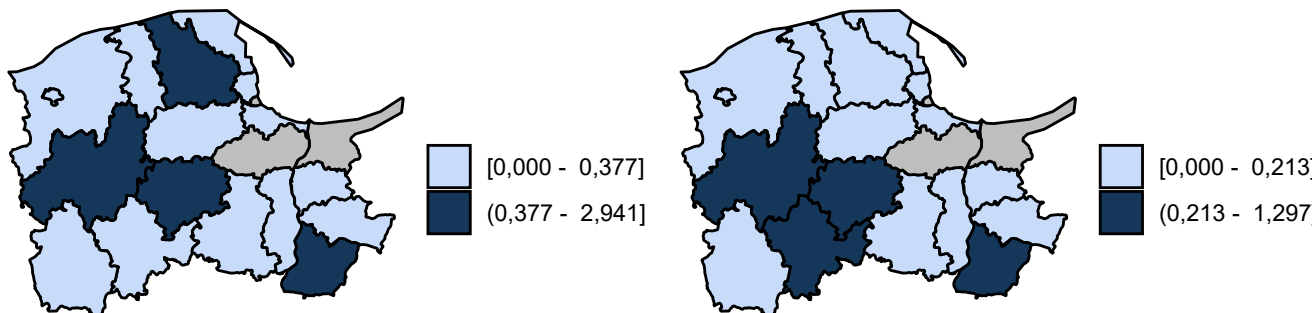 [0,000 - 0,377]
(0,377 - 2,941]
[0,000 - 0,213]
(0,213 - 1,297]